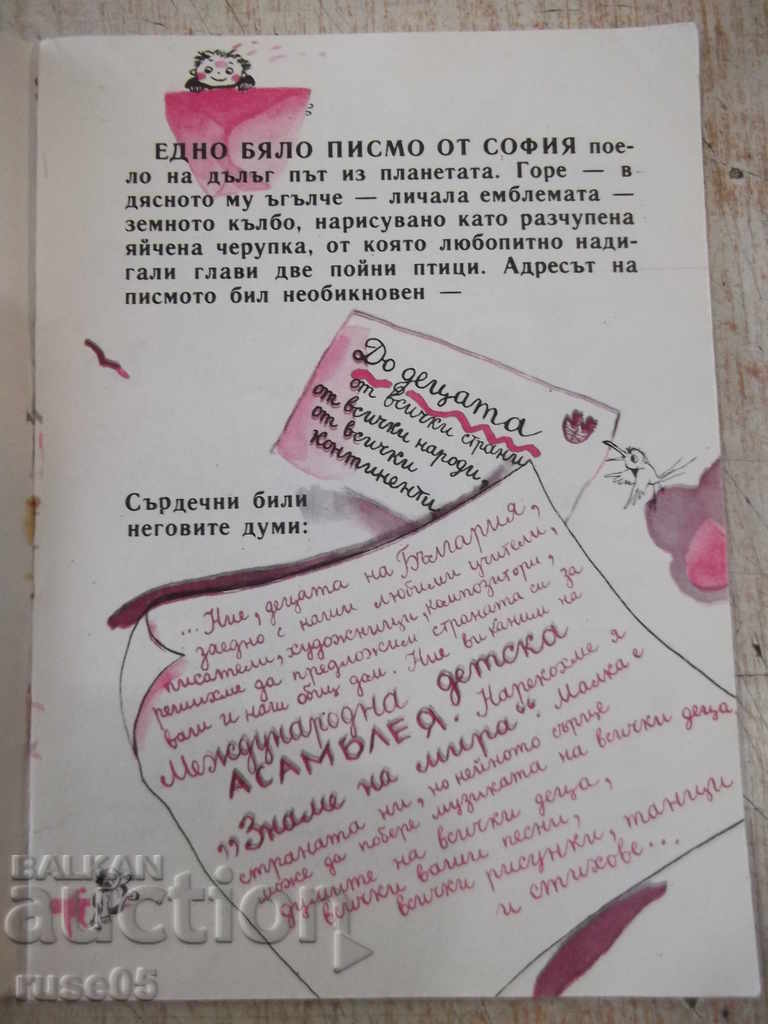 ЕДНО БЯЛО ПИСМО ОТ СОФИЯ пое-
ло на дълъг път из планетата. Горе — в
дясното му ъгълче — личала емблемата —
земното кълбо, нарисувано като разчупена
яйчена черупка, от която любопитно нади-
гали глави две пойни птици. Адресът на
писмото бил необикновен —
До децата
от всички страни
от всички народи,
от всички
континенти
Сърдечни били
неговите думи:
...Ние, децата на България,
заедно с наши любими учители,
писатели, художници, композитори,
решихме да предложим страната си за
ваш и наш общ дом. Ние ви каним на
Международна детска
АСАМБЛЕЯ. Нарекохме я
„Знаме на мира“. Малка е
страната ни, но нейното сърце
може да побере музиката на всички деца,
думите на всички деца,
всички ваши песни,
всички рисунки, танци
и стихове...
BALKAN
auction
ruse05